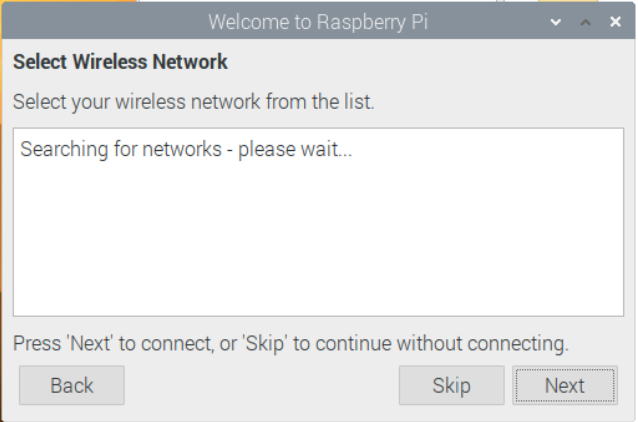 Welcome to Raspberry Pi
Select Wireless Network
Select your wireless network from the list.
Searching for networks - please wait...
Press 'Next' to connect, or 'Skip' to continue without connecting.
Back Skip Next